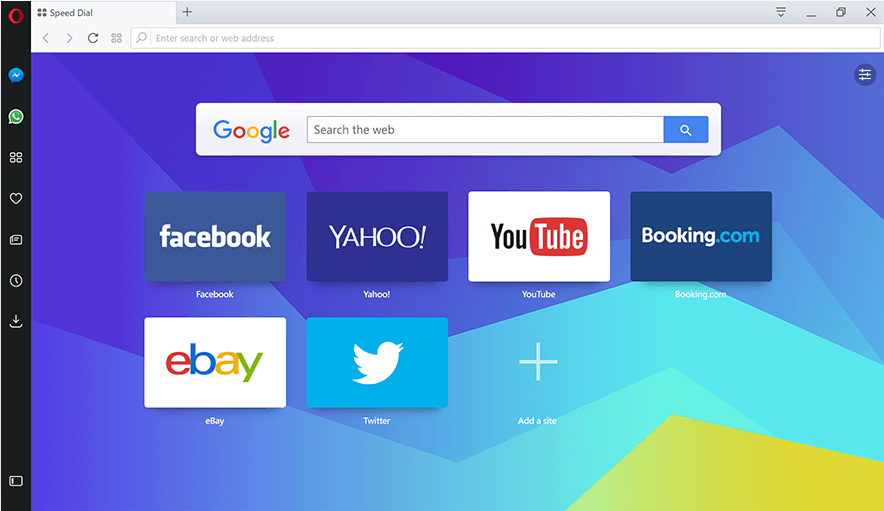 Speed Dial
Enter search or web address
Google
Search the web
facebook
YAHOO!
YouTube
Booking.com
Facebook
Yahoo!
YouTube
Booking.com
ebay
eBay
Twitter
Add a site